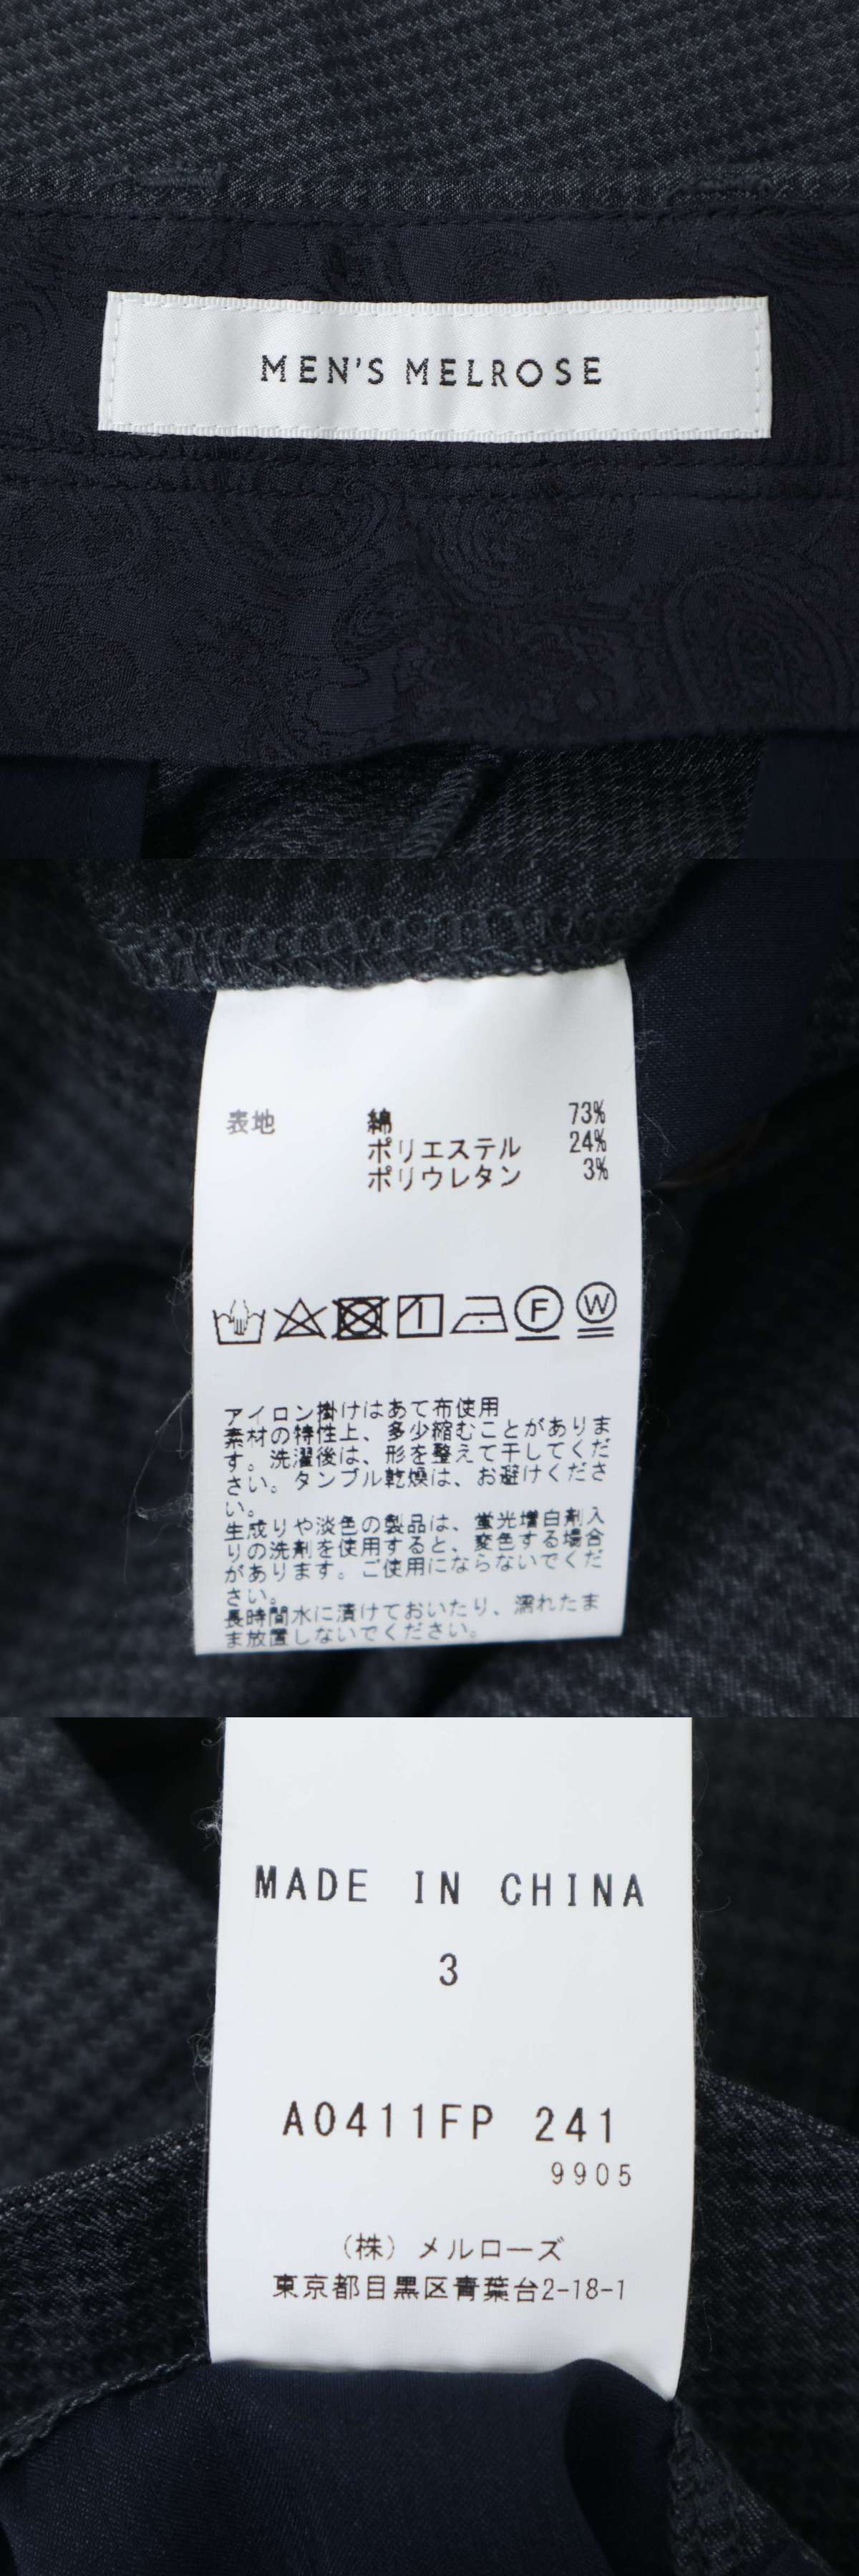 MEN'S MELROSE
表地 綿 73%
ポリエステル 24%
ポリウレタン 3%
F W
アイロン掛けはあて布使用
素材の特性上、多少縮むことがありま
す。洗濯後は、形を整えて干してくだ
さい。タンブル乾燥は、お避けくださ
い。
生成りや淡色の製品は、蛍光増白剤入
りの洗剤を使用すると、変色する場合
があります。ご使用にならないでくだ
さい。
長時間水に漬けておいたり、濡れたま
ま放置しないでください。
MADE IN CHINA
3
A0411FP 241
9905
(株)メルローズ
東京都目黒区青葉台2-18-1